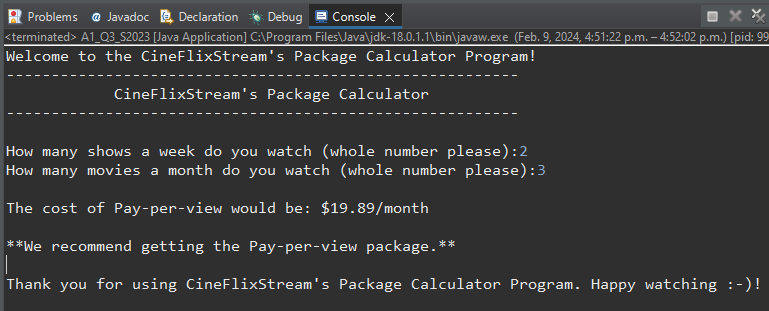 Problems @ Javadoc Declaration Debug Console
<terminated> A1_Q3_S2023 [Java Application] C:\Program Files\Java\jdk-18.0.1.1\bin\javaw.exe (Feb. 9, 2024, 4:51:22 p.m. – 4:52:02 p.m.) [pid: 99
Welcome to the CineFlixStream's Package Calculator Program!
---------------------------------------------------------
CineFlixStream's Package Calculator
---------------------------------------------------------
How many shows a week do you watch (whole number please):2
How many movies a month do you watch (whole number please):3
The cost of Pay-per-view would be: $19.89/month
**We recommend getting the Pay-per-view package.**
Thank you for using CineFlixStream's Package Calculator Program. Happy watching :-)!